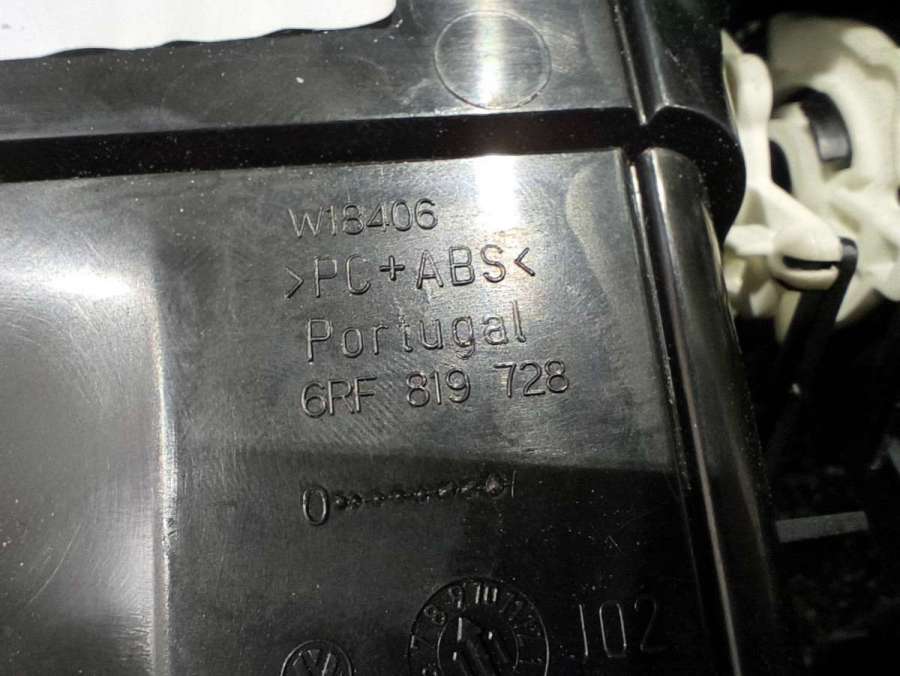 W18406
>PC+ABS<
Portugal
6RF 819 728
102